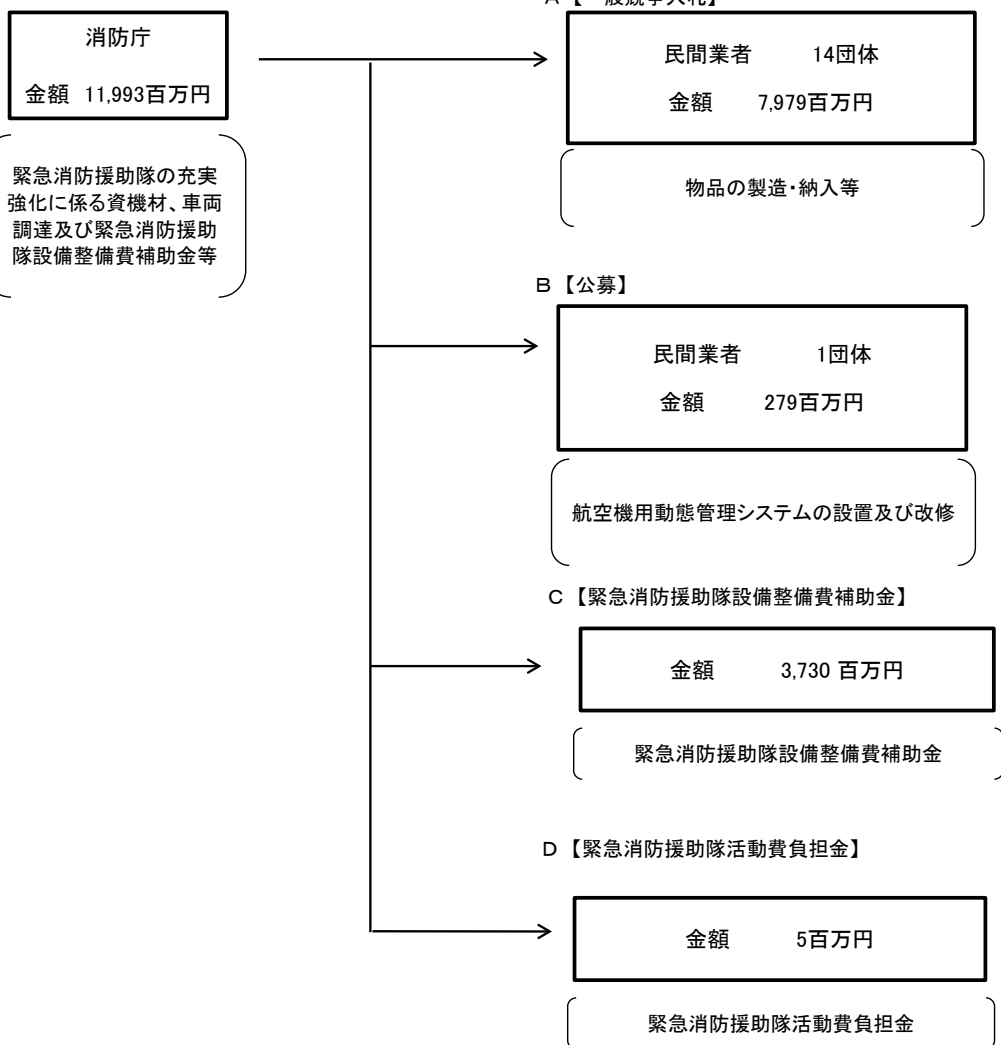 消防庁
金額 11,993百万円
緊急消防援助隊の充実
強化に係る資機材、車両
調達及び緊急消防援助
隊設備整備費補助金等
民間業者 14団体
金額 7,979百万円
物品の製造・納入等
B 【公募】
民間業者 1団体
金額 279百万円
航空機用動態管理システムの設置及び改修
C 【緊急消防援助隊設備整備費補助金】
金額 3,730 百万円
緊急消防援助隊設備整備費補助金
D 【緊急消防援助隊活動費負担金】
金額 5百万円
緊急消防援助隊活動費負担金